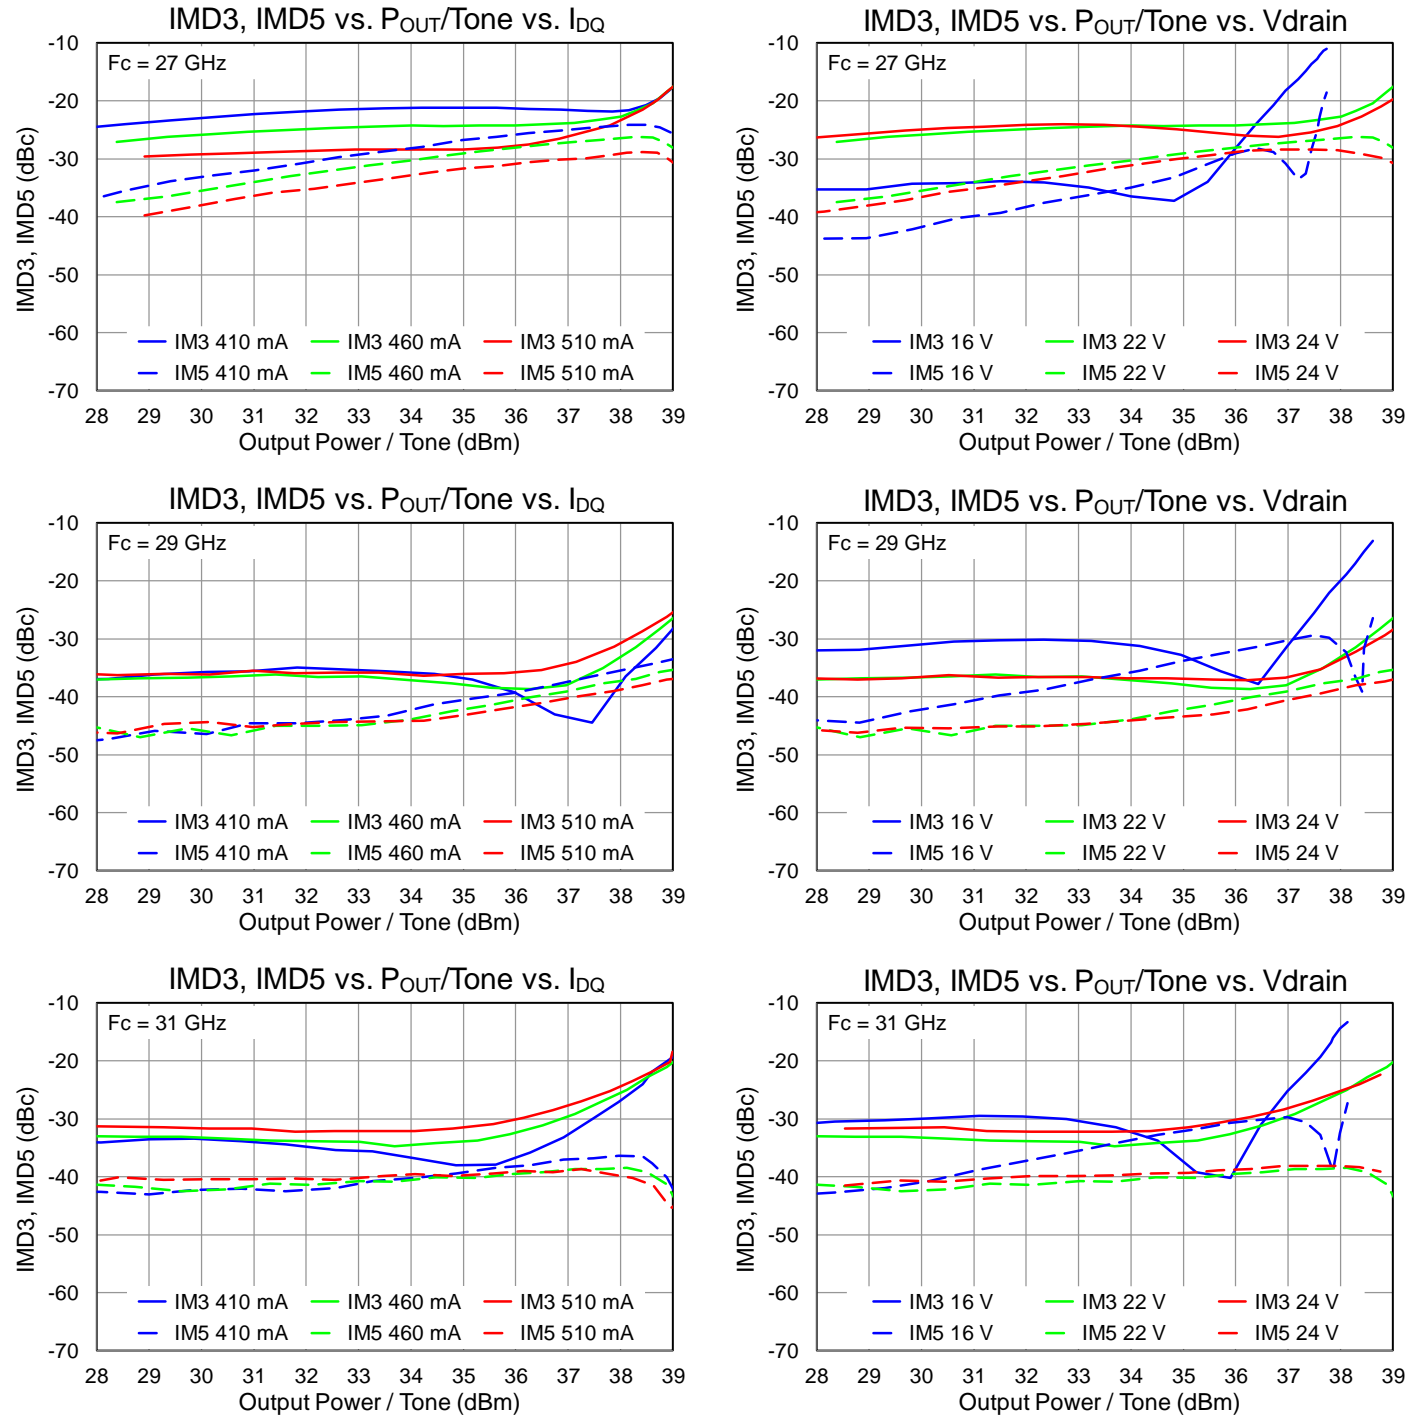 IMD3, IMD5 vs. POUT/Tone vs. IDQ
Fc = 27 GHz
IMD3, IMD5 (dBc)
-10
-20
-30
-40
-50
-60
-70
IM3 410 mA IM3 460 mA IM3 510 mA
IM5 410 mA IM5 460 mA IM5 510 mA
28 29 30 31 32 33 34 35 36 37 38 39
Output Power / Tone (dBm)
IMD3, IMD5 vs. POUT/Tone vs. Vdrain
Fc = 27 GHz
IMD3, IMD5 (dBc)
-10
-20
-30
-40
-50
-60
-70
IM3 16 V IM3 22 V IM3 24 V
IM5 16 V IM5 22 V IM5 24 V
28 29 30 31 32 33 34 35 36 37 38 39
Output Power / Tone (dBm)
IMD3, IMD5 vs. POUT/Tone vs. IDQ
Fc = 29 GHz
IMD3, IMD5 (dBc)
-10
-20
-30
-40
-50
-60
-70
IM3 410 mA IM3 460 mA IM3 510 mA
IM5 410 mA IM5 460 mA IM5 510 mA
28 29 30 31 32 33 34 35 36 37 38 39
Output Power / Tone (dBm)
IMD3, IMD5 vs. POUT/Tone vs. Vdrain
Fc = 29 GHz
IMD3, IMD5 (dBc)
-10
-20
-30
-40
-50
-60
-70
IM3 16 V IM3 22 V IM3 24 V
IM5 16 V IM5 22 V IM5 24 V
28 29 30 31 32 33 34 35 36 37 38 39
Output Power / Tone (dBm)
IMD3, IMD5 vs. POUT/Tone vs. IDQ
Fc = 31 GHz
IMD3, IMD5 (dBc)
-10
-20
-30
-40
-50
-60
-70
IM3 410 mA IM3 460 mA IM3 510 mA
IM5 410 mA IM5 460 mA IM5 510 mA
28 29 30 31 32 33 34 35 36 37 38 39
Output Power / Tone (dBm)
IMD3, IMD5 vs. POUT/Tone vs. Vdrain
Fc = 31 GHz
IMD3, IMD5 (dBc)
-10
-20
-30
-40
-50
-60
-70
IM3 16 V IM3 22 V IM3 24 V
IM5 16 V IM5 22 V IM5 24 V
28 29 30 31 32 33 34 35 36 37 38 39
Output Power / Tone (dBm)